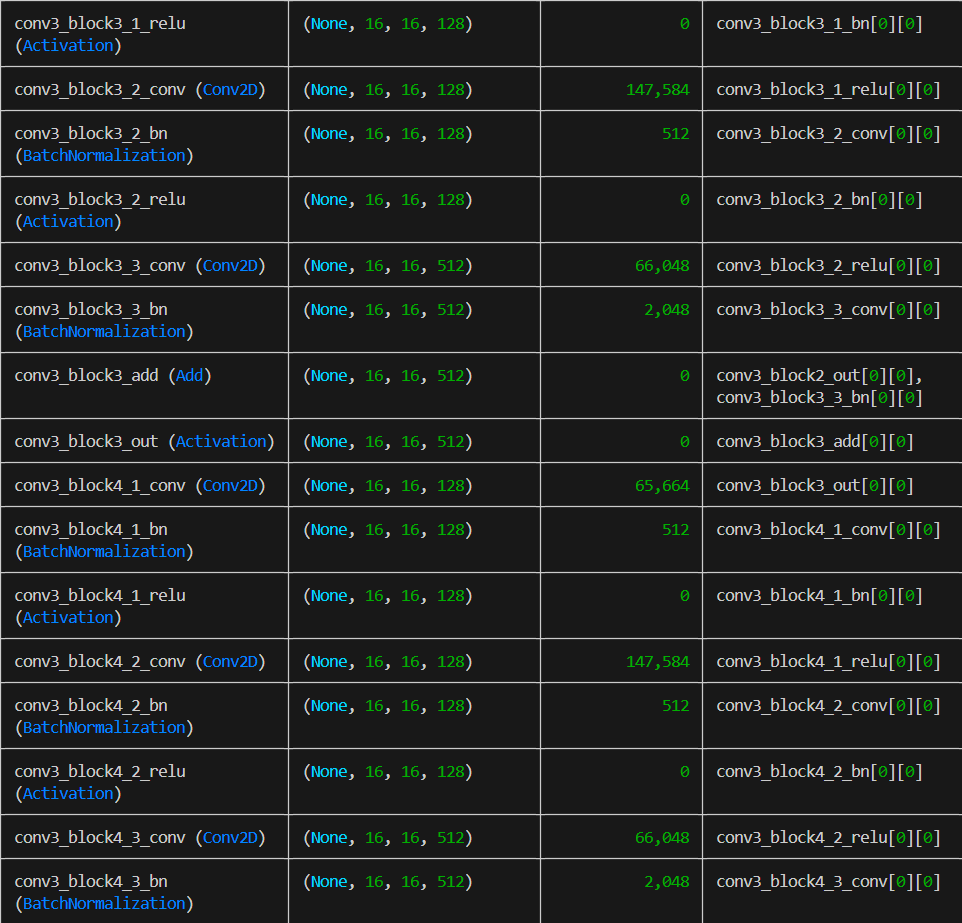 conv3_block3_1_relu (None, 16, 16, 128) 0 conv3_block3_1_bn[0][0]
(Activation)
conv3_block3_2_conv (Conv2D) (None, 16, 16, 128) 147,584 conv3_block3_1_relu[0][0]
conv3_block3_2_bn (None, 16, 16, 128) 512 conv3_block3_2_conv[0][0]
(BatchNormalization)
conv3_block3_2_relu (None, 16, 16, 128) 0 conv3_block3_2_bn[0][0]
(Activation)
conv3_block3_3_conv (Conv2D) (None, 16, 16, 512) 66,048 conv3_block3_2_relu[0][0]
conv3_block3_3_bn (None, 16, 16, 512) 2,048 conv3_block3_3_conv[0][0]
(BatchNormalization)
conv3_block3_add (Add) (None, 16, 16, 512) 0 conv3_block2_out[0][0],
conv3_block3_3_bn[0][0]
conv3_block3_out (Activation) (None, 16, 16, 512) 0 conv3_block3_add[0][0]
conv3_block4_1_conv (Conv2D) (None, 16, 16, 128) 65,664 conv3_block3_out[0][0]
conv3_block4_1_bn (None, 16, 16, 128) 512 conv3_block4_1_conv[0][0]
(BatchNormalization)
conv3_block4_1_relu (None, 16, 16, 128) 0 conv3_block4_1_bn[0][0]
(Activation)
conv3_block4_2_conv (Conv2D) (None, 16, 16, 128) 147,584 conv3_block4_1_relu[0][0]
conv3_block4_2_bn (None, 16, 16, 128) 512 conv3_block4_2_conv[0][0]
(BatchNormalization)
conv3_block4_2_relu (None, 16, 16, 128) 0 conv3_block4_2_bn[0][0]
(Activation)
conv3_block4_3_conv (Conv2D) (None, 16, 16, 512) 66,048 conv3_block4_2_relu[0][0]
conv3_block4_3_bn (None, 16, 16, 512) 2,048 conv3_block4_3_conv[0][0]
(BatchNormalization)